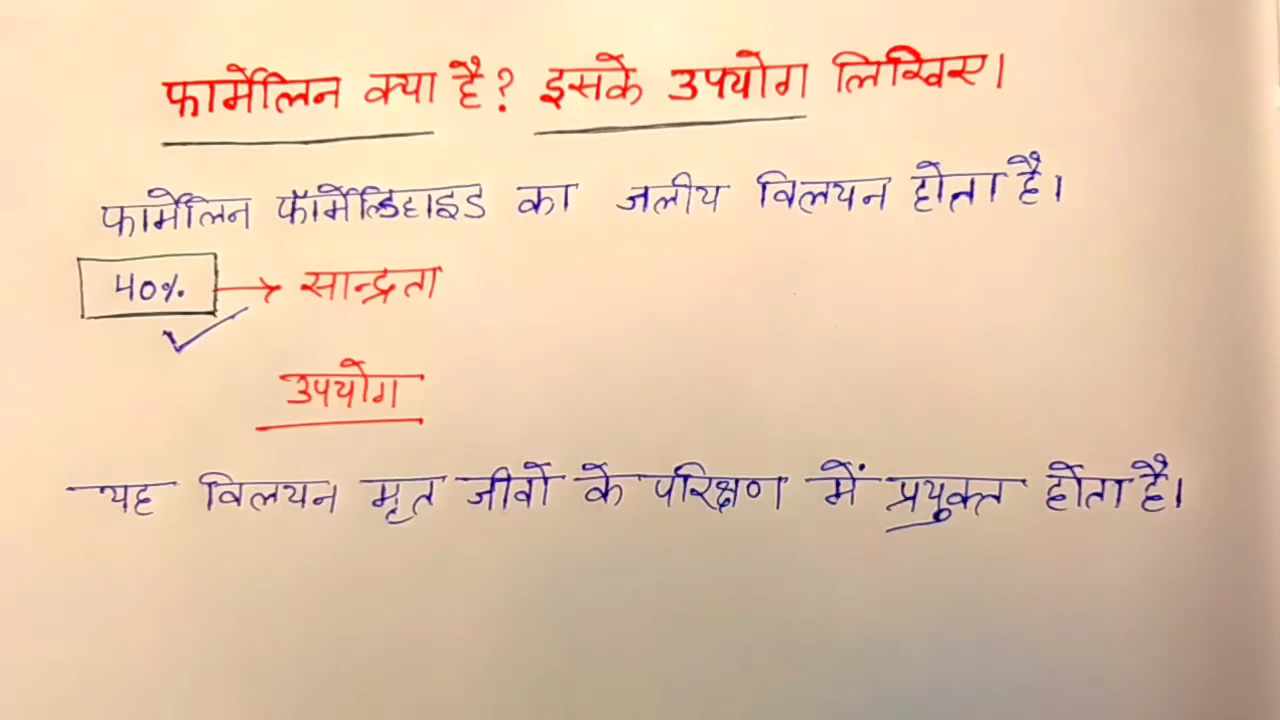 फार्मेलिन क्या है? इसके उपयोग लिखिए।
फार्मेलिन फॉर्मेल्डिहाइड का जलीय विलयन होता है।
40% → सान्द्रता
उपयोग
यह विलयन मृत जीवों के परिक्षण में प्रयुक्त होता है।